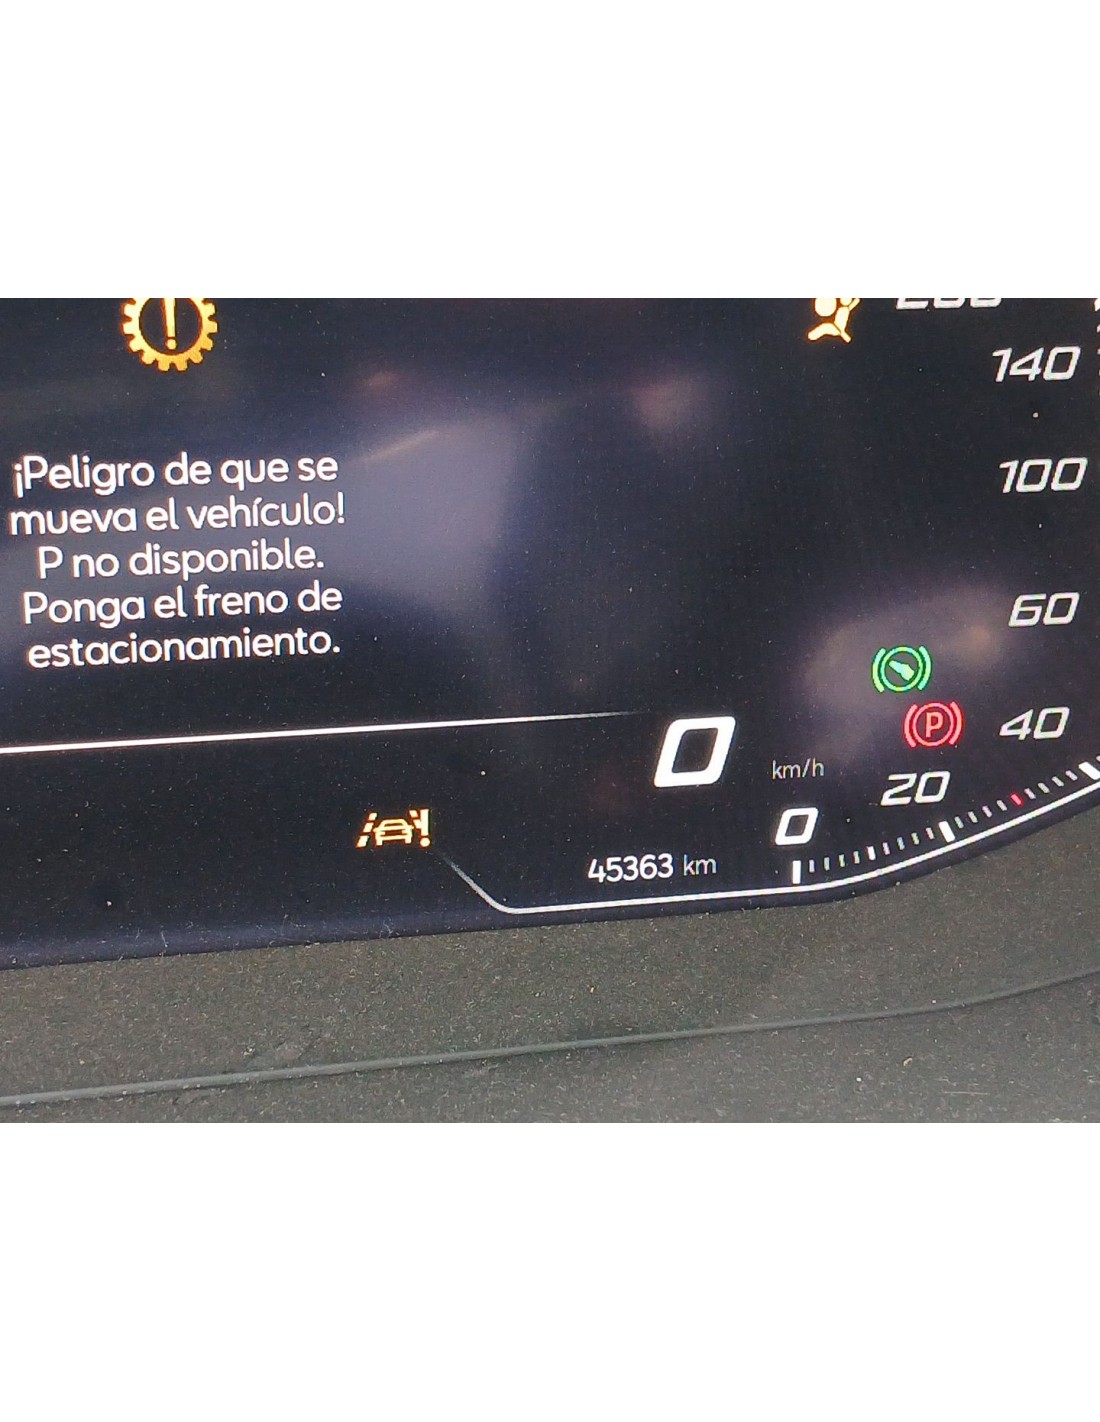 140
¡Peligro de que se
mueva el vehículo!
P no disponible.
Ponga el freno de
estacionamiento.
100
60
P
40
0 km/h
20
0
45363 km